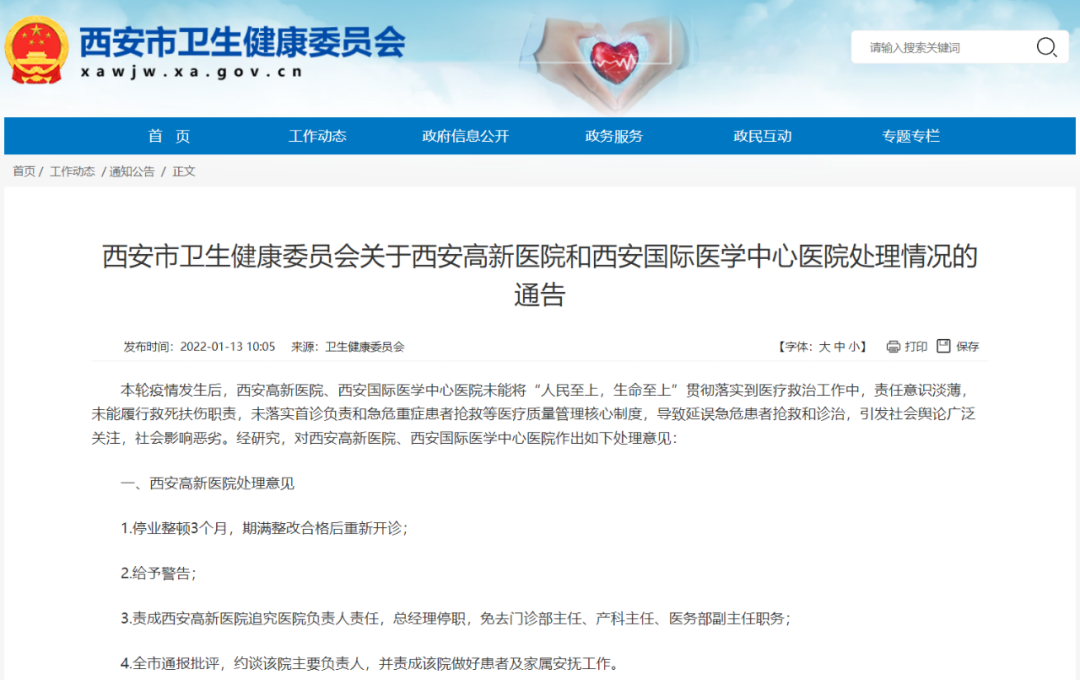 西安市卫生健康委员会
xawjw.xa.gov.cn
请输入搜索关键词
首 页 工作动态 政府信息公开 政务服务 政民互动 专题专栏
首页 / 工作动态 / 通知公告 / 正文
西安市卫生健康委员会关于西安高新医院和西安国际医学中心医院处理情况的
通告
发布时间：2022-01-13 10:05 来源：卫生健康委员会 【字体：大 中 小】 打印 保存
本轮疫情发生后，西安高新医院、西安国际医学中心医院未能将“人民至上，生命至上”贯彻落实到医疗救治工作中，责任意识淡薄，
未能履行救死扶伤职责，未落实首诊负责和急危重症患者抢救等医疗质量管理核心制度，导致延误急危患者抢救和诊治，引发社会舆论广泛
关注，社会影响恶劣。经研究，对西安高新医院、西安国际医学中心医院作出如下处理意见：
一、西安高新医院处理意见
1.停业整顿3个月，期满整改合格后重新开诊；
2.给予警告；
3.责成西安高新医院追究医院负责人责任，总经理停职，免去门诊部主任、产科主任、医务部副主任职务；
4.全市通报批评，约谈该院主要负责人，并责成该院做好患者及家属安抚工作。